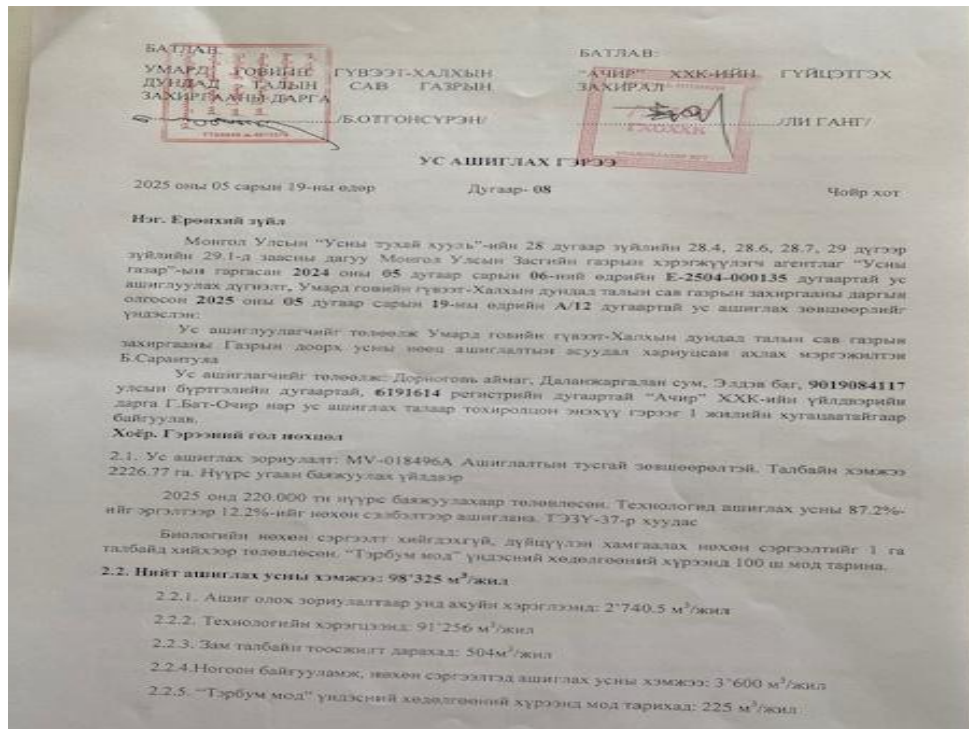 БАТЛАВ:
УМАРД ГОВИЙН ГҮВЭЭТ-ХАЛХЫН
ДУНДАД ТАЛЫН САВ ГАЗРЫН
ЗАХИРГААНЫ ДАРГА
/Б.ОТГОНСҮРЭН/
БАТЛАВ:
"АЧИР" ХХК-ИЙН ГҮЙЦЭТГЭХ
ЗАХИРАЛ
/ЛИ ГАНГ/
УС АШИГЛАХ ГЭРЭЭ
2025 оны 05 сарын 19-ны өдөр Дугаар- 08 Чойр хот
Нэг. Ерөнхий зүйл
Монгол Улсын "Усны тухай хууль"-ийн 28 дугаар зүйлийн 28.4, 28.6, 28.7, 29 дүгээр
зүйлийн 29.1-д заасны дагуу Монгол Улсын Засгийн газрын хэрэгжүүлэгч агентлаг "Усны
газар"-ын гаргасан 2024 оны 05 дугаар сарын 06-ний өдрийн Е-2504-000135 дугаартай ус
ашиглуулах дүгнэлт, Умард говийн гүвээт-Халхын дундад талын сав газрын захиргааны даргын
олгосон 2025 оны 05 дугаар сарын 19-ны өдрийн А/12 дугаартай ус ашиглах зөвшөөрлийг
үндэслэн:
Ус ашиглуулагчийг төлөөлж Умард говийн гүвээт-Халхын дундад талын сав газрын
захиргааны Газрын доорх усны нөөц ашиглалтын асуудал хариуцсан ахлах мэргэжилтэн
Б.Сарантуяа
Ус ашиглагчийг төлөөлж: Дорноговь аймаг, Даланжаргалан сум, Элдэв баг, 9019084117
улсын бүртгэлийн дугаартай, 6191614 регистрийн дугаартай "Ачир" ХХК-ийн үйлдвэрийн
дарга Г.Бат-Очир нар ус ашиглах талаар тохиролцон энэхүү гэрээг 1 жилийн хугацаатайгаар
байгуулав.
Хоёр. Гэрээний гол нөхцөл
2.1. Ус ашиглах зориулалт: MV-018496A Ашиглалтын тусгай зөвшөөрөлтэй. Талбайн хэмжээ
2226.77 га. Нүүрс угаан баяжуулах үйлдвэр
2025 онд 220.000 тн нүүрс баяжуулахаар төлөвлөсөн. Технологид ашиглах усны 87.2%-
ийг эргэлтээр 12.2%-ийг нөхөн сэлбэлтээр ашиглана. ТЭЗҮ-37-р хуудас
Биологийн нөхөн сэргээлт хийгдэхгүй, дүйцүүлэн хамгаалах нөхөн сэргээлтийг 1 га
талбайд хийхээр төлөвлөсөн. "Тэрбум мод" үндэсний хөдөлгөөний хүрээнд 100 ш мод тарина.
2.2. Нийт ашиглах усны хэмжээ: 98'325 м³/жил
2.2.1. Ашиг олох зориулалтаар унд ахуйн хэрэглээнд: 2'740.5 м³/жил
2.2.2. Технологийн хэрэгцээнд: 91'256 м³/жил
2.2.3. Зам талбайн тоосжилт дарахад: 504м³/жил
2.2.4.Ногоон байгууламж, нөхөн сэргээлтэд ашиглах усны хэмжээ: 3'600 м³/жил
2.2.5. "Тэрбум мод" үндэсний хөдөлгөөний хүрээнд мод тарихад: 225 м³/жил